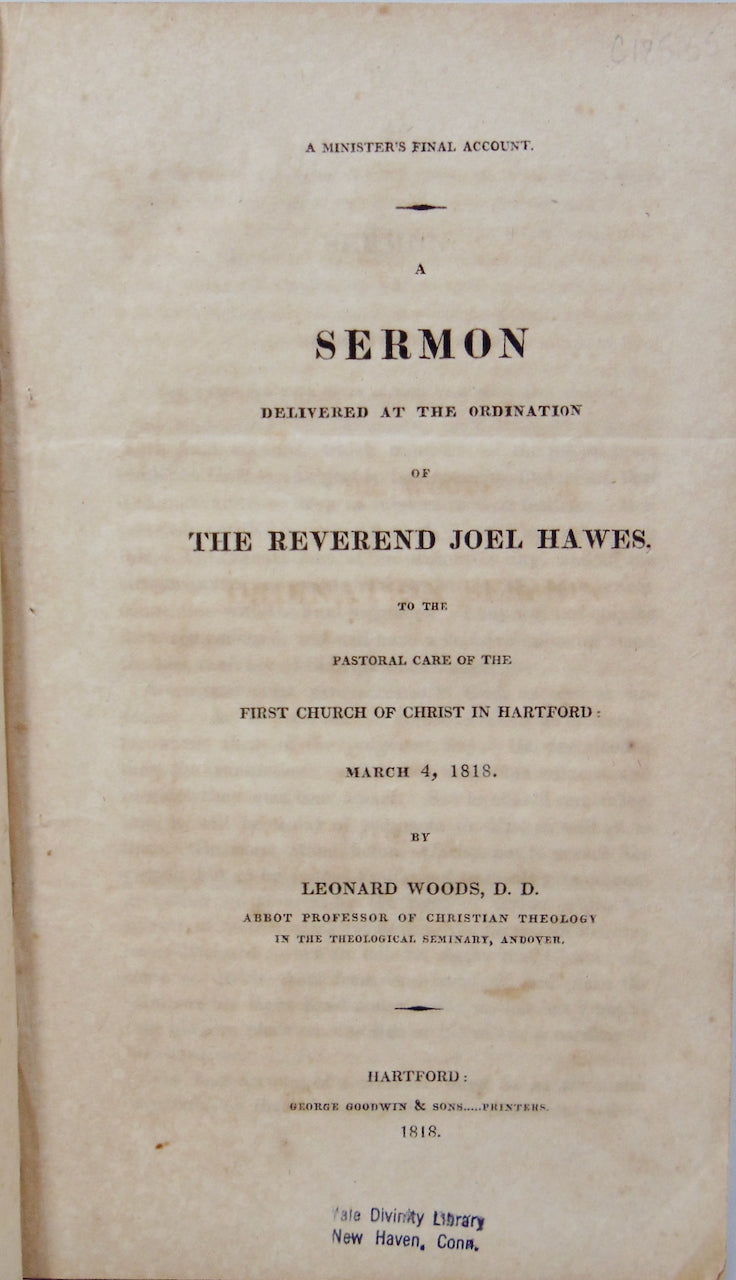 A MINISTER'S FINAL ACCOUNT.
A
SERMON
DELIVERED AT THE ORDINATION
OF
THE REVEREND JOEL HAWES,
TO THE
PASTORAL CARE OF THE
FIRST CHURCH OF CHRIST IN HARTFORD:
MARCH 4, 1818.
BY
LEONARD WOODS, D. D.
ABBOT PROFESSOR OF CHRISTIAN THEOLOGY
IN THE THEOLOGICAL SEMINARY, ANDOVER.
HARTFORD:
GEORGE GOODWIN & SONS.....PRINTERS.
1818.
Yale Divinity Library
New Haven, Conn.